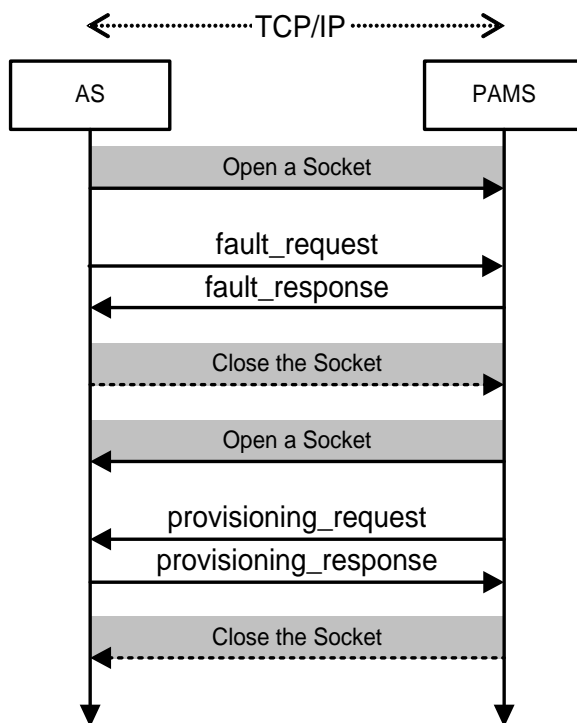 TCP/IP
AS
PAMS
Open a Socket
fault_request
fault_response
Close the Socket
Open a Socket
provisioning_request
provisioning_response
Close the Socket